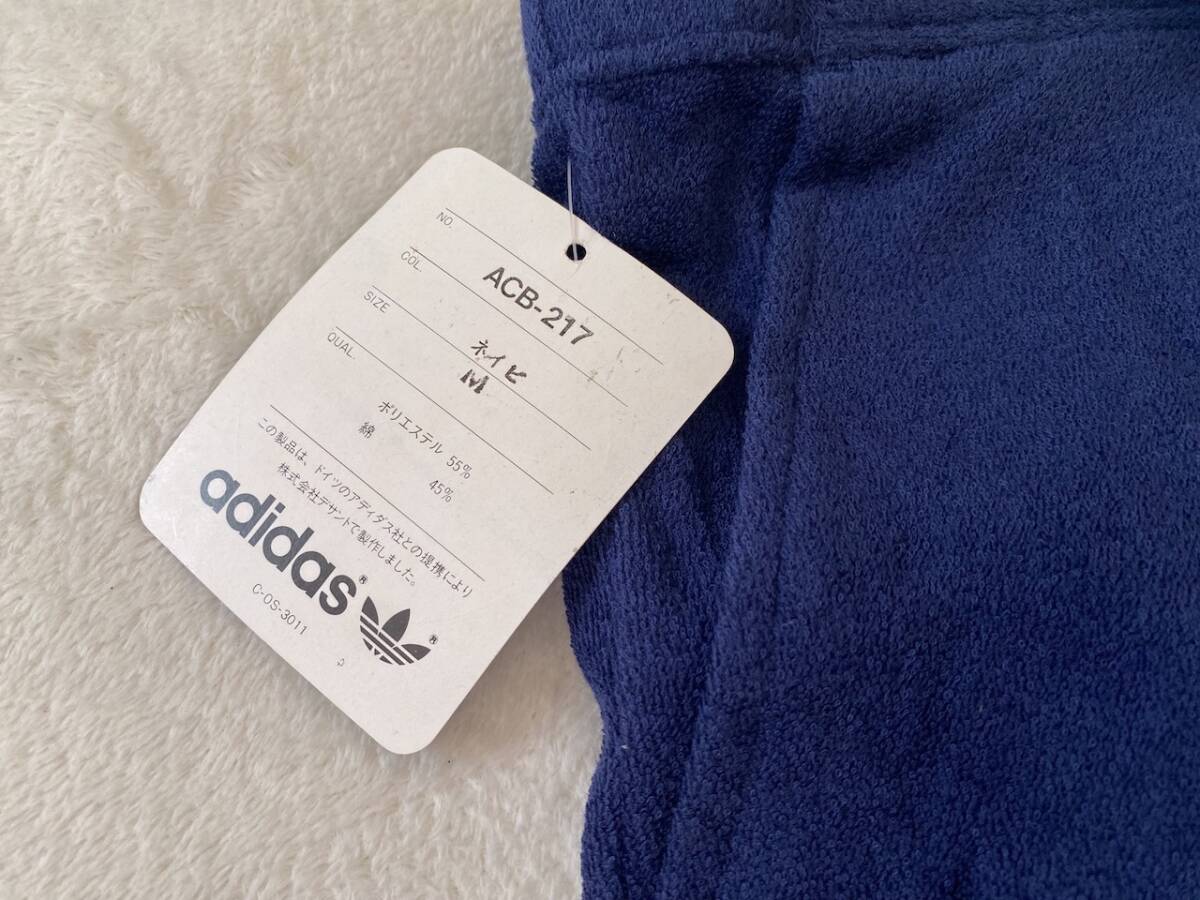 NO. ACB-217
COL. ネイビ
SIZE M
QUAL. ポリエステル 55%
綿 45%
この製品は、ドイツのアディダス社との提携により
株式会社デサントで製作しました。
adidas® ®
C-OS-3011